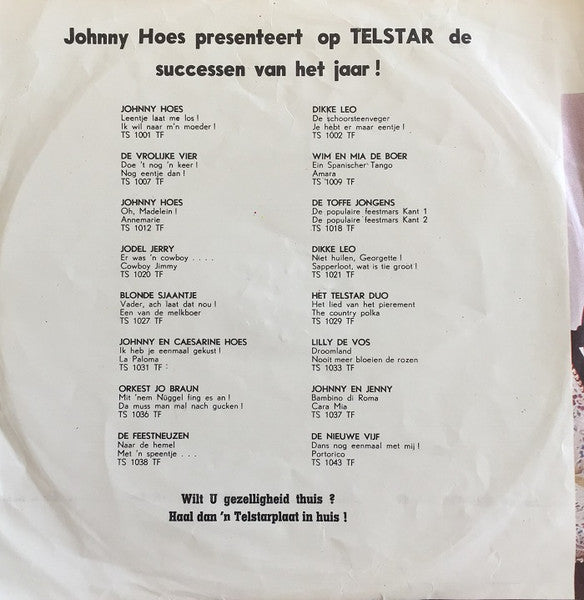 Johnny Hoes presenteert op TELSTAR de
successen van het jaar !
JOHNNY HOES
Leentje laat me los !
Ik wil naar m'n moeder !
TS 1001 TF
DE VROLIJKE VIER
Doe 't nog 'n keer !
Nog eentje dan !
TS 1007 TF
JOHNNY HOES
Oh, Madelein !
Annemarie
TS 1012 TF
JODEL JERRY
Er was 'n cowboy . . . .
Cowboy Jimmy
TS 1020 TF
BLONDE SJAANTJE
Vader, ach laat dat nou !
Een van de melkboer
TS 1027 TF
JOHNNY EN CAESARINE HOES
Ik heb je eenmaal gekust !
La Paloma
TS 1031 TF
ORKEST JO BRAUN
Mit 'nem Nüggel fing es an !
Da muss man mal nach gucken !
TS 1036 TF
DE FEESTNEUZEN
Naar de hemel
Met 'n speentje . . .
TS 1038 TF
DIKKE LEO
De schoorsteenveger
Je hebt er maar eentje !
TS 1002 TF
WIM EN MIA DE BOER
Ein Spanischer Tango
Amara
TS 1009 TF
DE TOFFE JONGENS
De populaire feestmars Kant 1
De populaire feestmars Kant 2
TS 1018 TF
DIKKE LEO
Niet huilen, Georgette !
Sapperloot, wat is tie groot !
TS 1021 TF
HET TELSTAR DUO
Het lied van het pierement
The country polka
TS 1029 TF
LILLY DE VOS
Droomland
Nooit meer bloeien de rozen
TS 1033 TF
JOHNNY EN JENNY
Bambino di Roma
Cara Mia
TS 1037 TF
DE NIEUWE VIJF
Dans nog eenmaal met mij !
Portorico
TS 1043 TF
Wilt U gezelligheid thuis ?
Haal dan 'n Telstarplaat in huis !